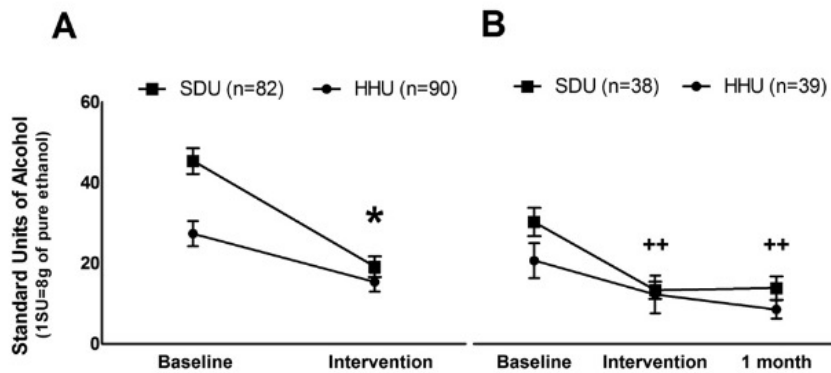 A
B
SDU (n=82) HHU (n=90)
SDU (n=38) HHU (n=39)
Standard Units of Alcohol
(1SU=8g of pure ethanol)
60
40
20
0
*
++ ++
Baseline Intervention
Baseline Intervention 1 month